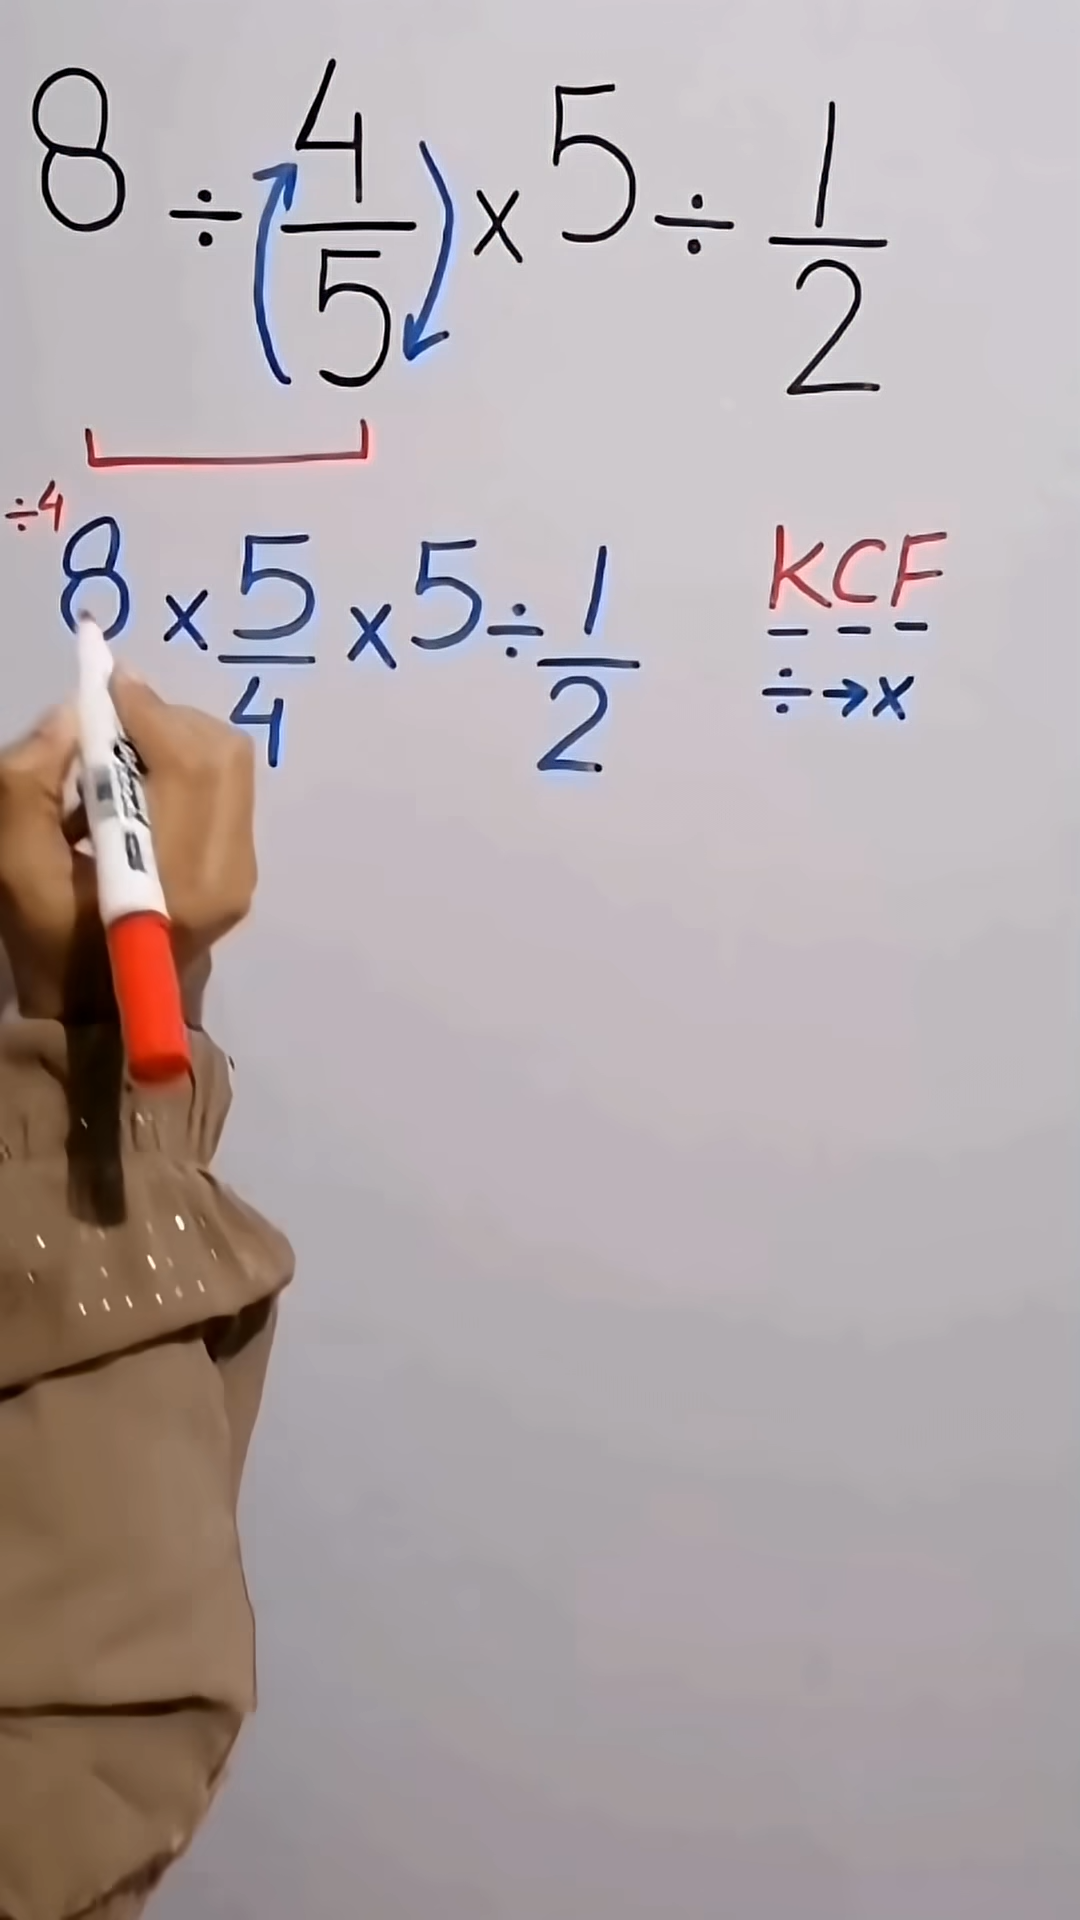 8 ÷ 4/5 × 5 ÷ 1/2
÷4
8 × 5/4 × 5 ÷ 1/2
KCF
÷→×